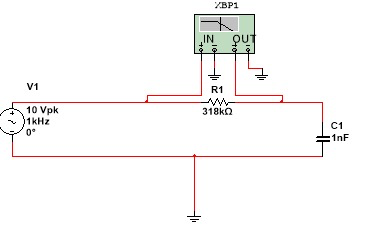 XBP1
IN OUT
V1
10 Vpk
1kHz
0°
R1
318kΩ
C1
1nF